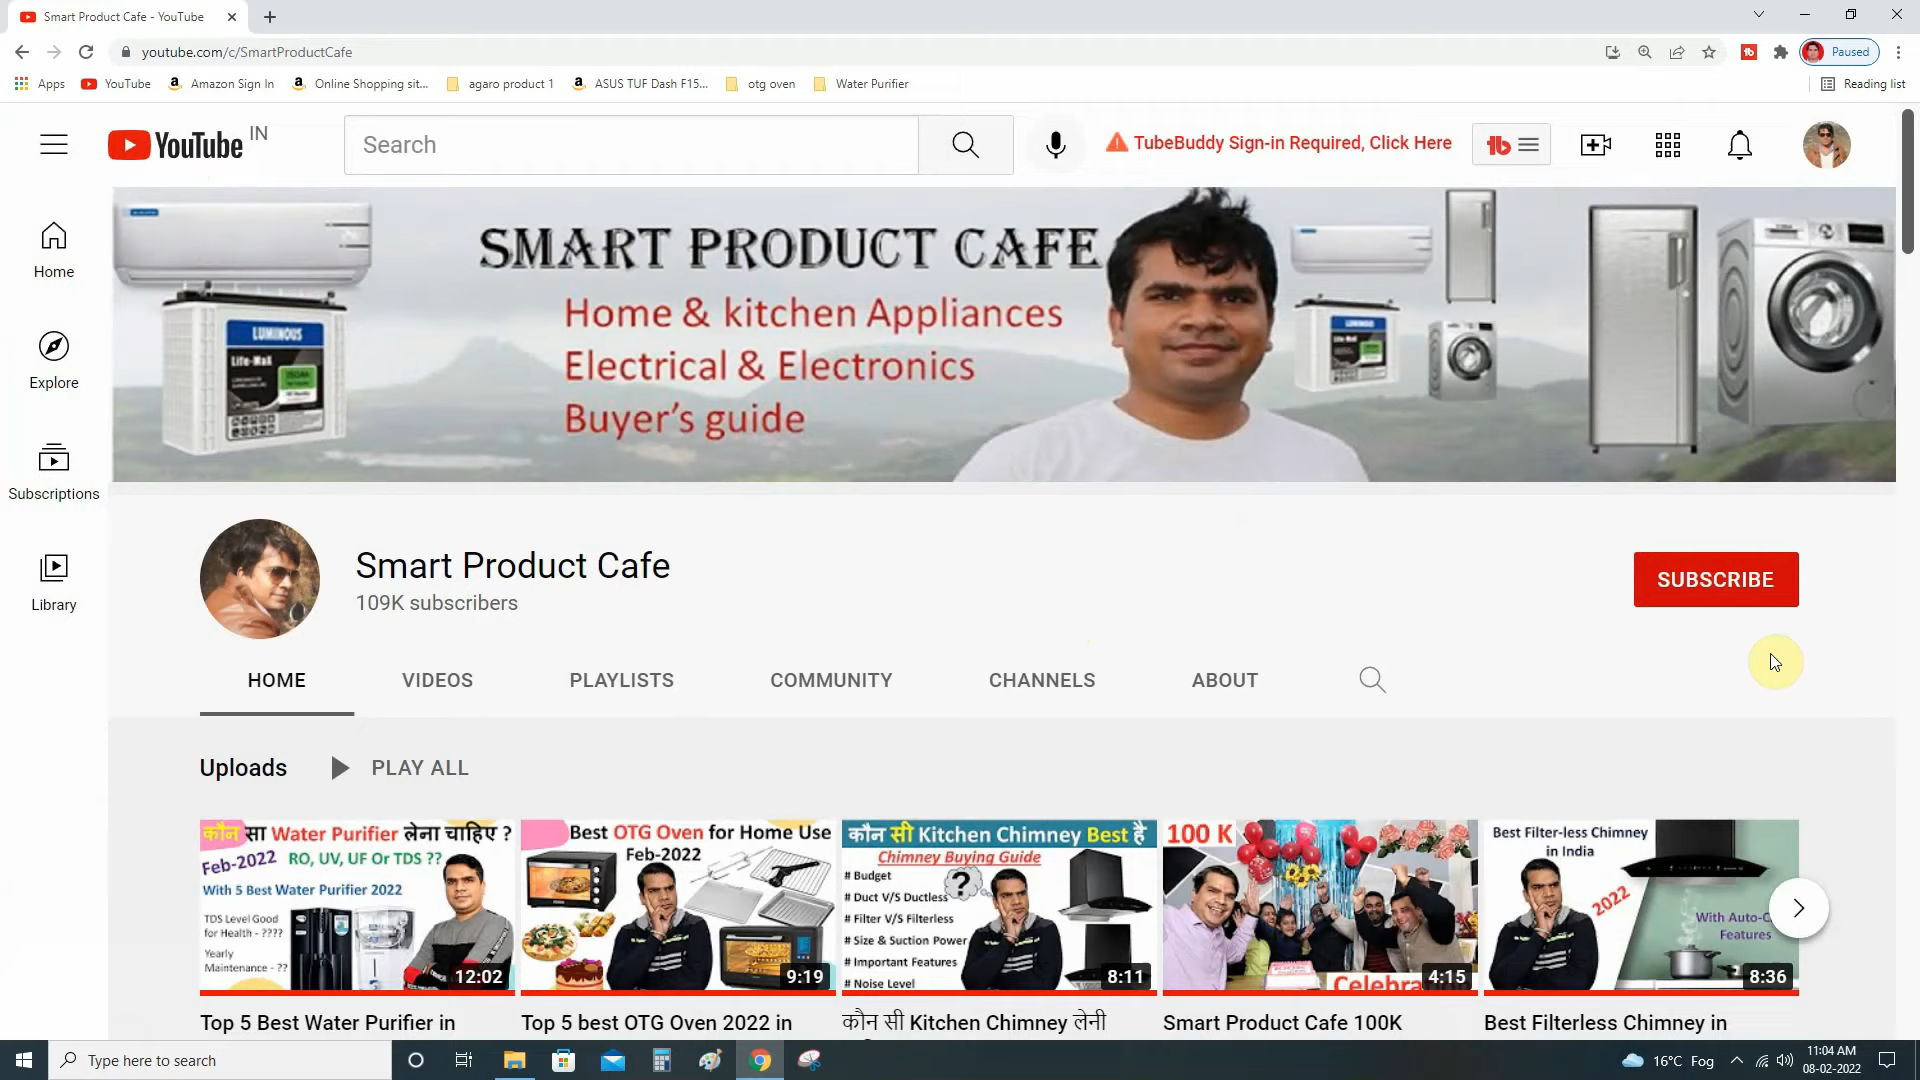 Smart Product Cafe - YouTube
youtube.com/c/SmartProductCafe
Paused
Apps
YouTube
Amazon Sign In
Online Shopping sit...
agaro product 1
ASUS TUF Dash F15...
otg oven
Water Purifier
Reading list
YouTube IN
Search
TubeBuddy Sign-in Required, Click Here
SMART PRODUCT CAFE
Home & kitchen Appliances
Electrical & Electronics
Buyer's guide
LUMINOUS
Home
Explore
Subscriptions
Library
Smart Product Cafe
109K subscribers
SUBSCRIBE
HOME
VIDEOS
PLAYLISTS
COMMUNITY
CHANNELS
ABOUT
Uploads
PLAY ALL
कौन सा Water Purifier लेना चाहिए ?
Feb-2022 RO, UV, UF Or TDS ??
With 5 Best Water Purifier 2022
TDS Level Good
for Health - ????
Yearly
Maintenance - ??
12:02
Best OTG Oven for Home Use
Feb-2022
9:19
कौन सी Kitchen Chimney Best है
Chimney Buying Guide
# Budget
# Duct V/S Ductless
# Filter V/S Filterless
# Size & Suction Power
# Important Features
# Noise Level
8:11
100 K
4:15
Best Filter-less Chimney
in India
2022
With Auto-C
Features
8:36
Top 5 Best Water Purifier in
Top 5 best OTG Oven 2022 in
कौन सी Kitchen Chimney लेनी
Smart Product Cafe 100K
Best Filterless Chimney in
Type here to search
16°C Fog
11:04 AM
08-02-2022